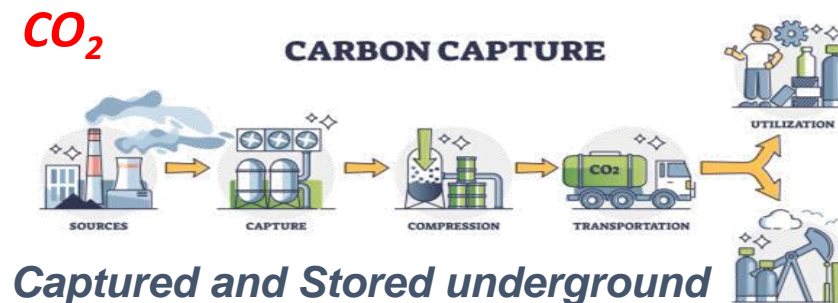 CO₂
CARBON CAPTURE
UTILIZATION
CO2
SOURCES
CAPTURE
COMPRESSION
TRANSPORTATION
Captured and Stored underground